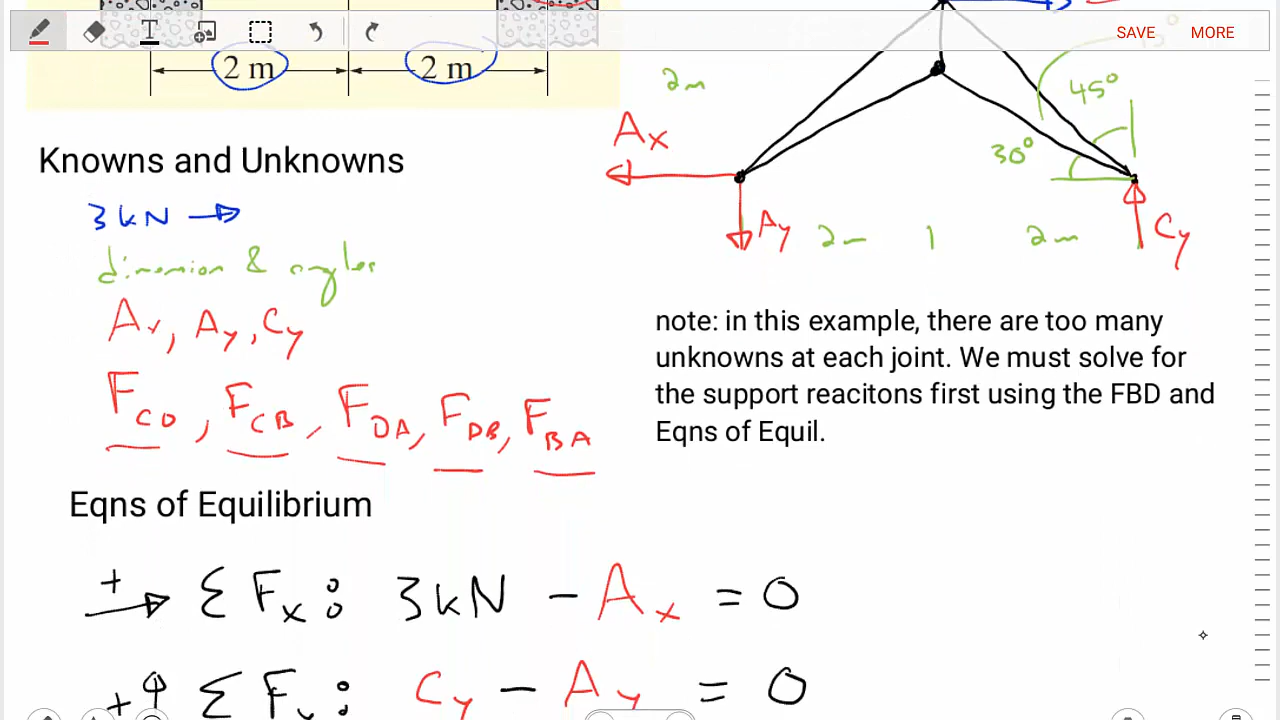 T
SAVE MORE
2 m 2 m
2m
45°
30°
Ax
Ay
2m
2m
Cy
Knowns and Unknowns
3 kN →
dimension & angles
Ax, Ay, Cy
FCD, FCB, FDA, FDB, FBA
note: in this example, there are too many
unknowns at each joint. We must solve for
the support reacitons first using the FBD and
Eqns of Equil.
Eqns of Equilibrium
+→ ΣFx: 3kN - Ax = 0
+↑ ΣFy: Cy - Ay = 0